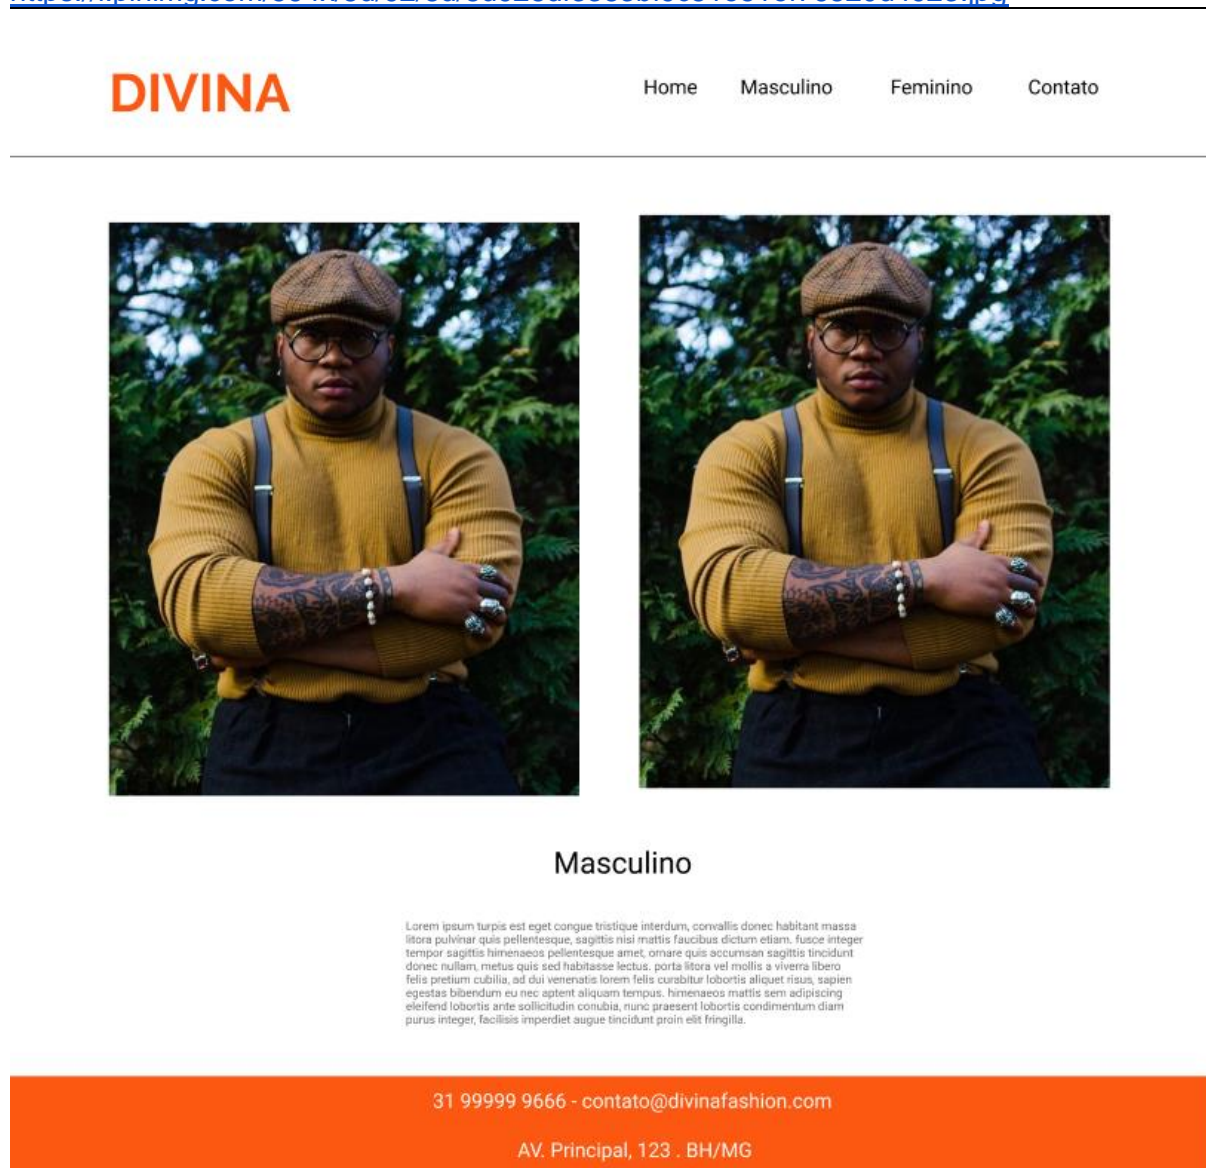 DIVINA
Home Masculino Feminino Contato
Masculino
Lorem ipsum turpis est eget congue tristique interdum, convallis donec habitant massa
litora pulvinar quis pellentesque, sagittis nisi mattis faucibus dictum etiam. fusce integer
tempor sagittis himenaeos pellentesque amet, ornare quis accumsan sagittis tincidunt
donec nullam, metus quis sed habitasse lectus. porta litora vel mollis a viverra libero
felis pretium cubilia, ad dui venenatis lorem felis curabitur lobortis aliquet risus, sapien
egestas bibendum eu nec aptent aliquam tempus. himenaeos mattis sem adipiscing
eleifend lobortis ante sollicitudin conubia, nunc praesent lobortis condimentum diam
purus integer, facilisis imperdiet augue tincidunt proin elit fringilla.
31 99999 9666 - contato@divinafashion.com
AV. Principal, 123 . BH/MG